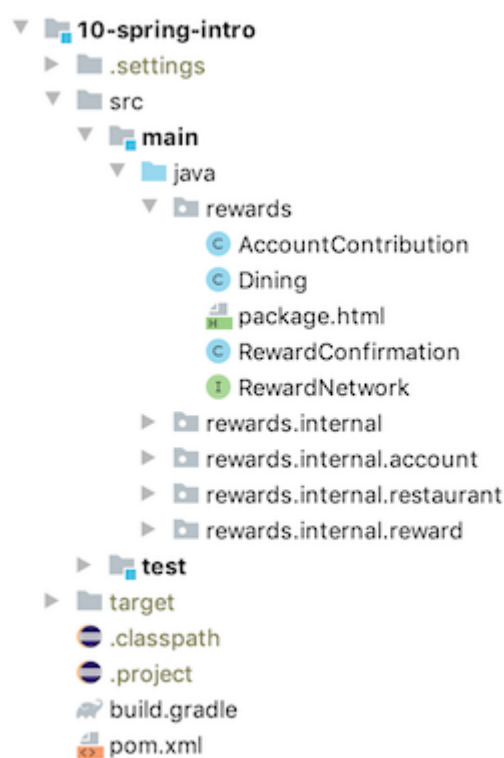 10-spring-intro
.settings
src
main
java
rewards
AccountContribution
Dining
package.html
RewardConfirmation
RewardNetwork
rewards.internal
rewards.internal.account
rewards.internal.restaurant
rewards.internal.reward
test
target
.classpath
.project
build.gradle
pom.xml